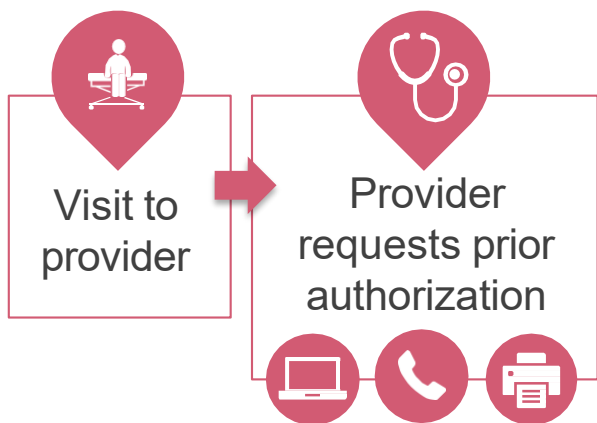 Visit to
provider
Provider
requests prior
authorization